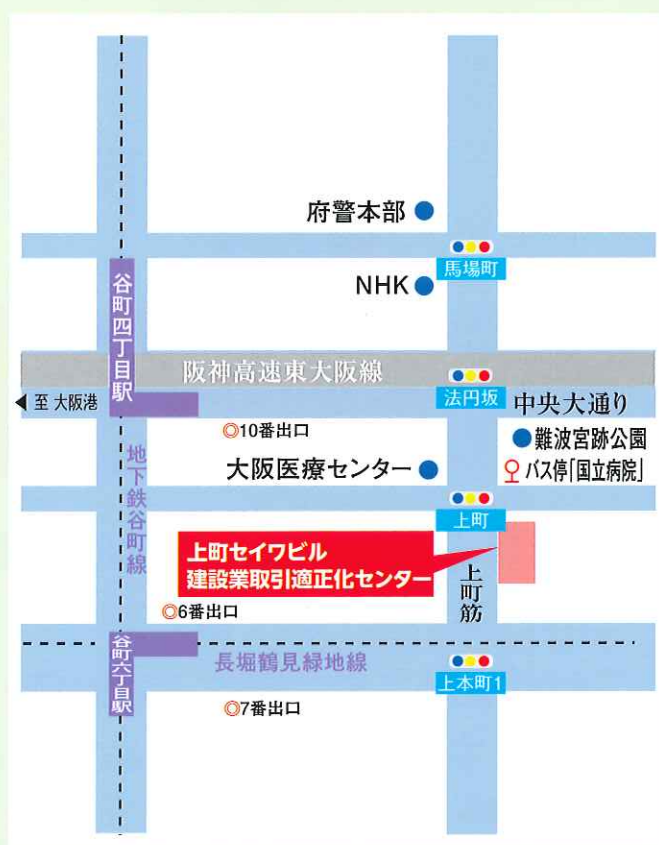 府警本部
馬場町
NHK
谷町四丁目駅
阪神高速東大阪線
至 大阪港
法円坂
中央大通り
◎10番出口
難波宮跡公園
大阪医療センター
バス停「国立病院」
地下鉄谷町線
上町
上町セイワビル
建設業取引適正化センター
上町筋
◎6番出口
谷町六丁目駅
長堀鶴見緑地線
上本町1
◎7番出口